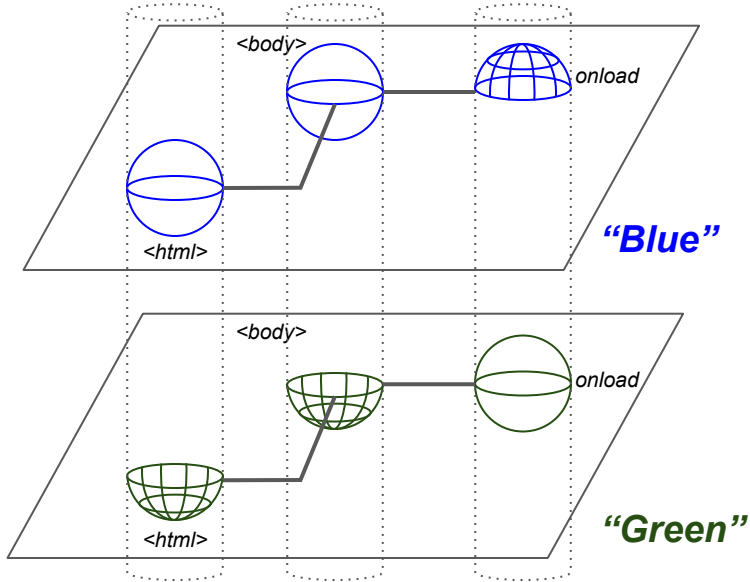 <body>
onload
<html>
“Blue”
<body>
onload
<html>
“Green”